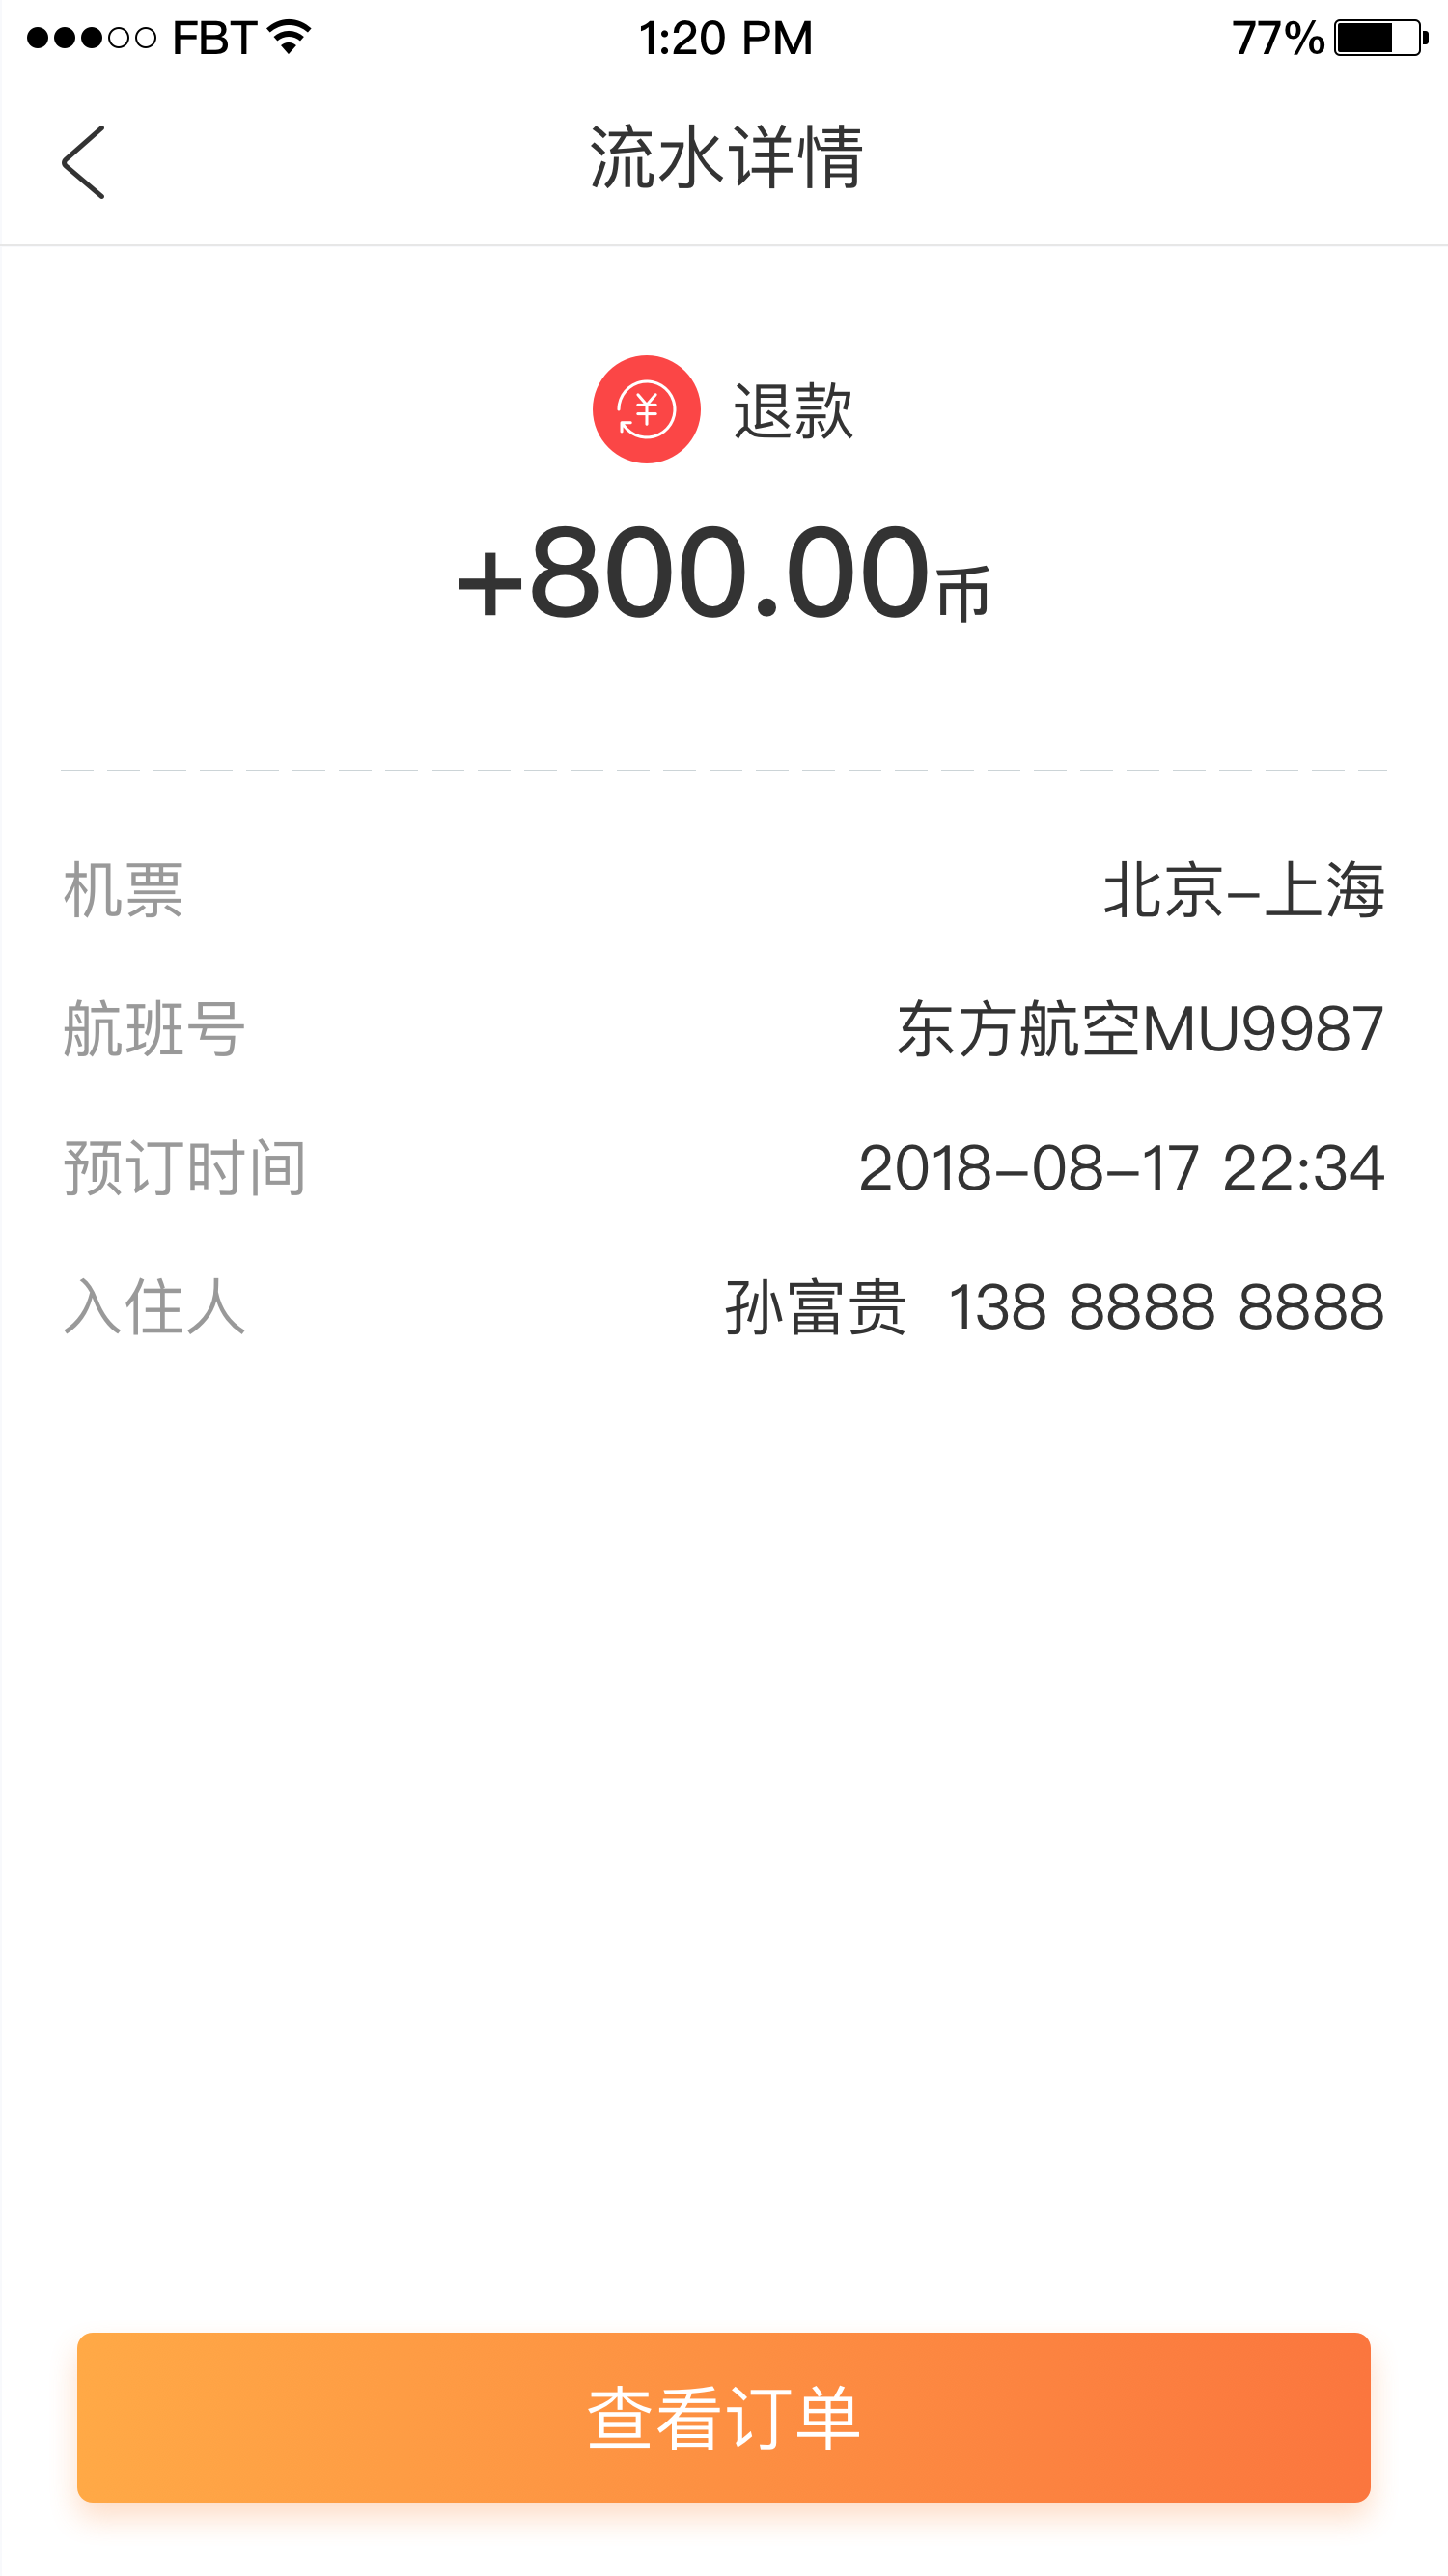 FBT 1:20 PM 77%
流水详情
退款
+800.00币
机票 北京-上海
航班号 东方航空MU9987
预订时间 2018-08-17 22:34
入住人 孙富贵 138 8888 8888
查看订单